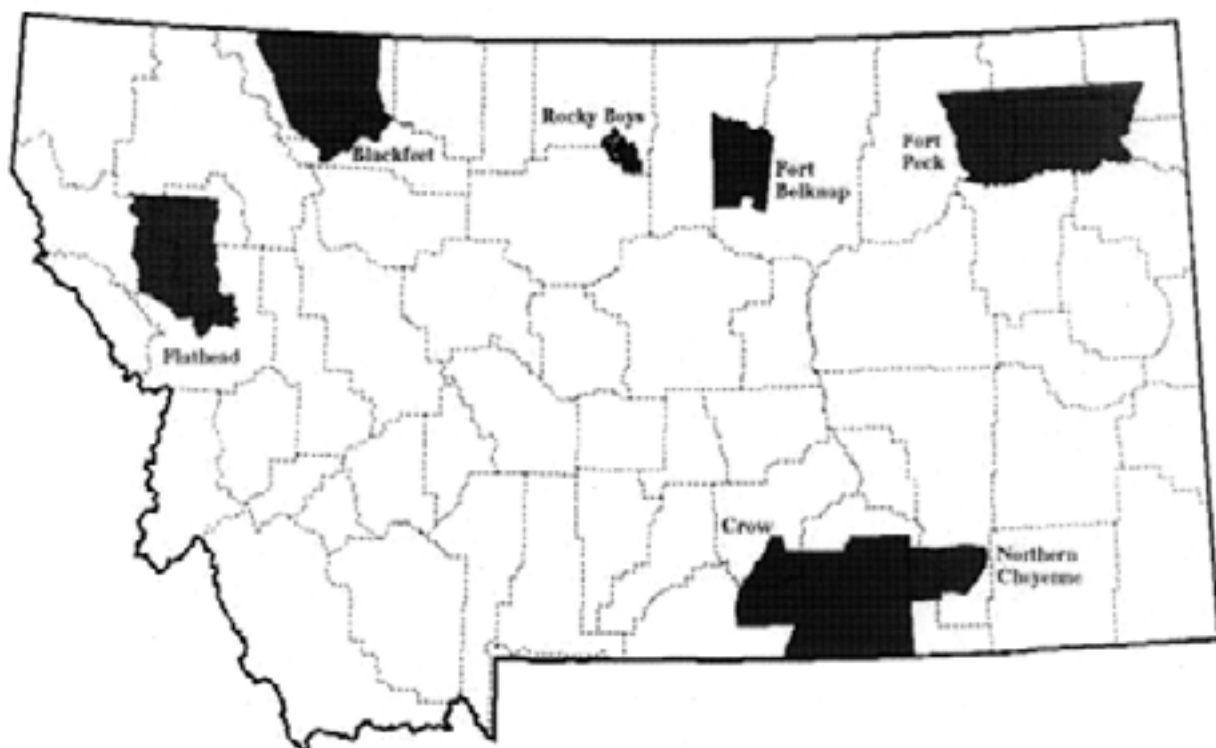 Rocky Boys
Blackfeet
Fort
Peck
Fort
Belknap
Flathead
Crow
Northern
Cheyenne